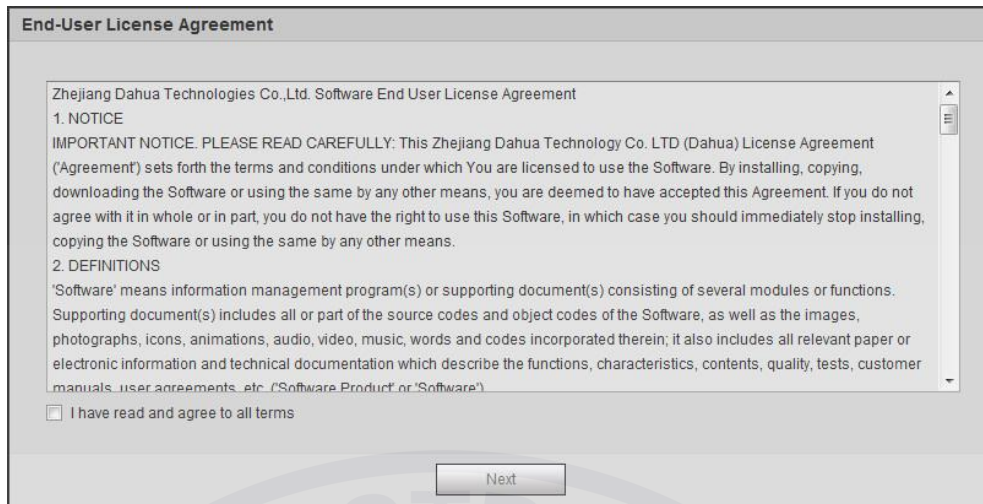 End-User License Agreement
Zhejiang Dahua Technologies Co.,Ltd. Software End User License Agreement
1. NOTICE
IMPORTANT NOTICE. PLEASE READ CAREFULLY: This Zhejiang Dahua Technology Co. LTD (Dahua) License Agreement
('Agreement') sets forth the terms and conditions under which You are licensed to use the Software. By installing, copying,
downloading the Software or using the same by any other means, you are deemed to have accepted this Agreement. If you do not
agree with it in whole or in part, you do not have the right to use this Software, in which case you should immediately stop installing,
copying the Software or using the same by any other means.
2. DEFINITIONS
'Software' means information management program(s) or supporting document(s) consisting of several modules or functions.
Supporting document(s) includes all or part of the source codes and object codes of the Software, as well as the images,
photographs, icons, animations, audio, video, music, words and codes incorporated therein; it also includes all relevant paper or
electronic information and technical documentation which describe the functions, characteristics, contents, quality, tests, customer
manuals, user agreements, etc. ('Software Product' or 'Software')
I have read and agree to all terms
Next